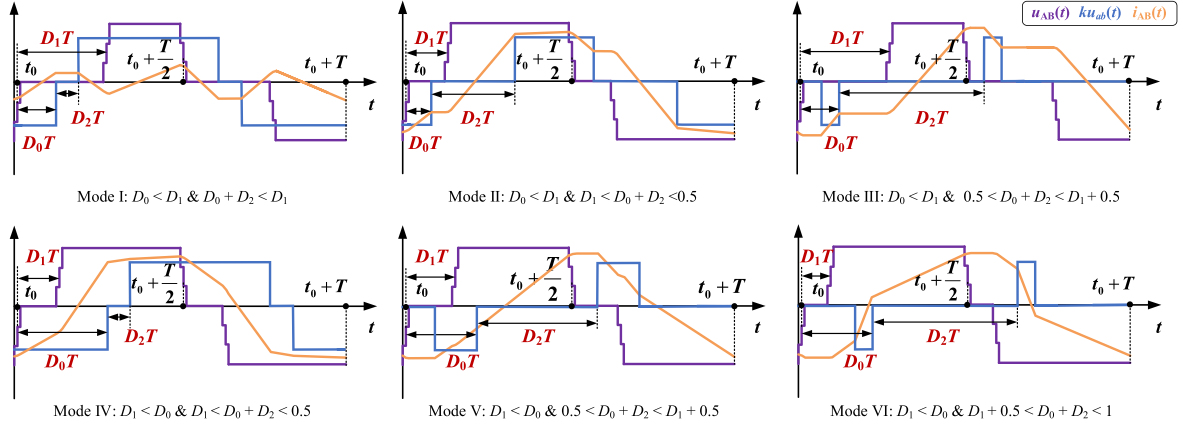 u_AB(t) ku_ab(t) i_AB(t)
D₁T
t₀
t₀ + T/2
t₀ + T
t
D₂T
D₀T
Mode I: D₀ < D₁ & D₀ + D₂ < D₁
D₁T
t₀
t₀ + T/2
t₀ + T
t
D₀T
D₂T
Mode II: D₀ < D₁ & D₁ < D₀ + D₂ < 0.5
D₁T
t₀
t₀ + T/2
t₀ + T
t
D₀T
D₂T
Mode III: D₀ < D₁ & 0.5 < D₀ + D₂ < D₁ + 0.5
D₁T
t₀
t₀ + T/2
t₀ + T
t
D₀T
D₂T
Mode IV: D₁ < D₀ & D₁ < D₀ + D₂ < 0.5
D₁T
t₀
t₀ + T/2
t₀ + T
t
D₀T
D₂T
Mode V: D₁ < D₀ & 0.5 < D₀ + D₂ < D₁ + 0.5
D₁T
t₀
t₀ + T/2
t₀ + T
t
D₀T
D₂T
Mode VI: D₁ < D₀ & D₁ + 0.5 < D₀ + D₂ < 1